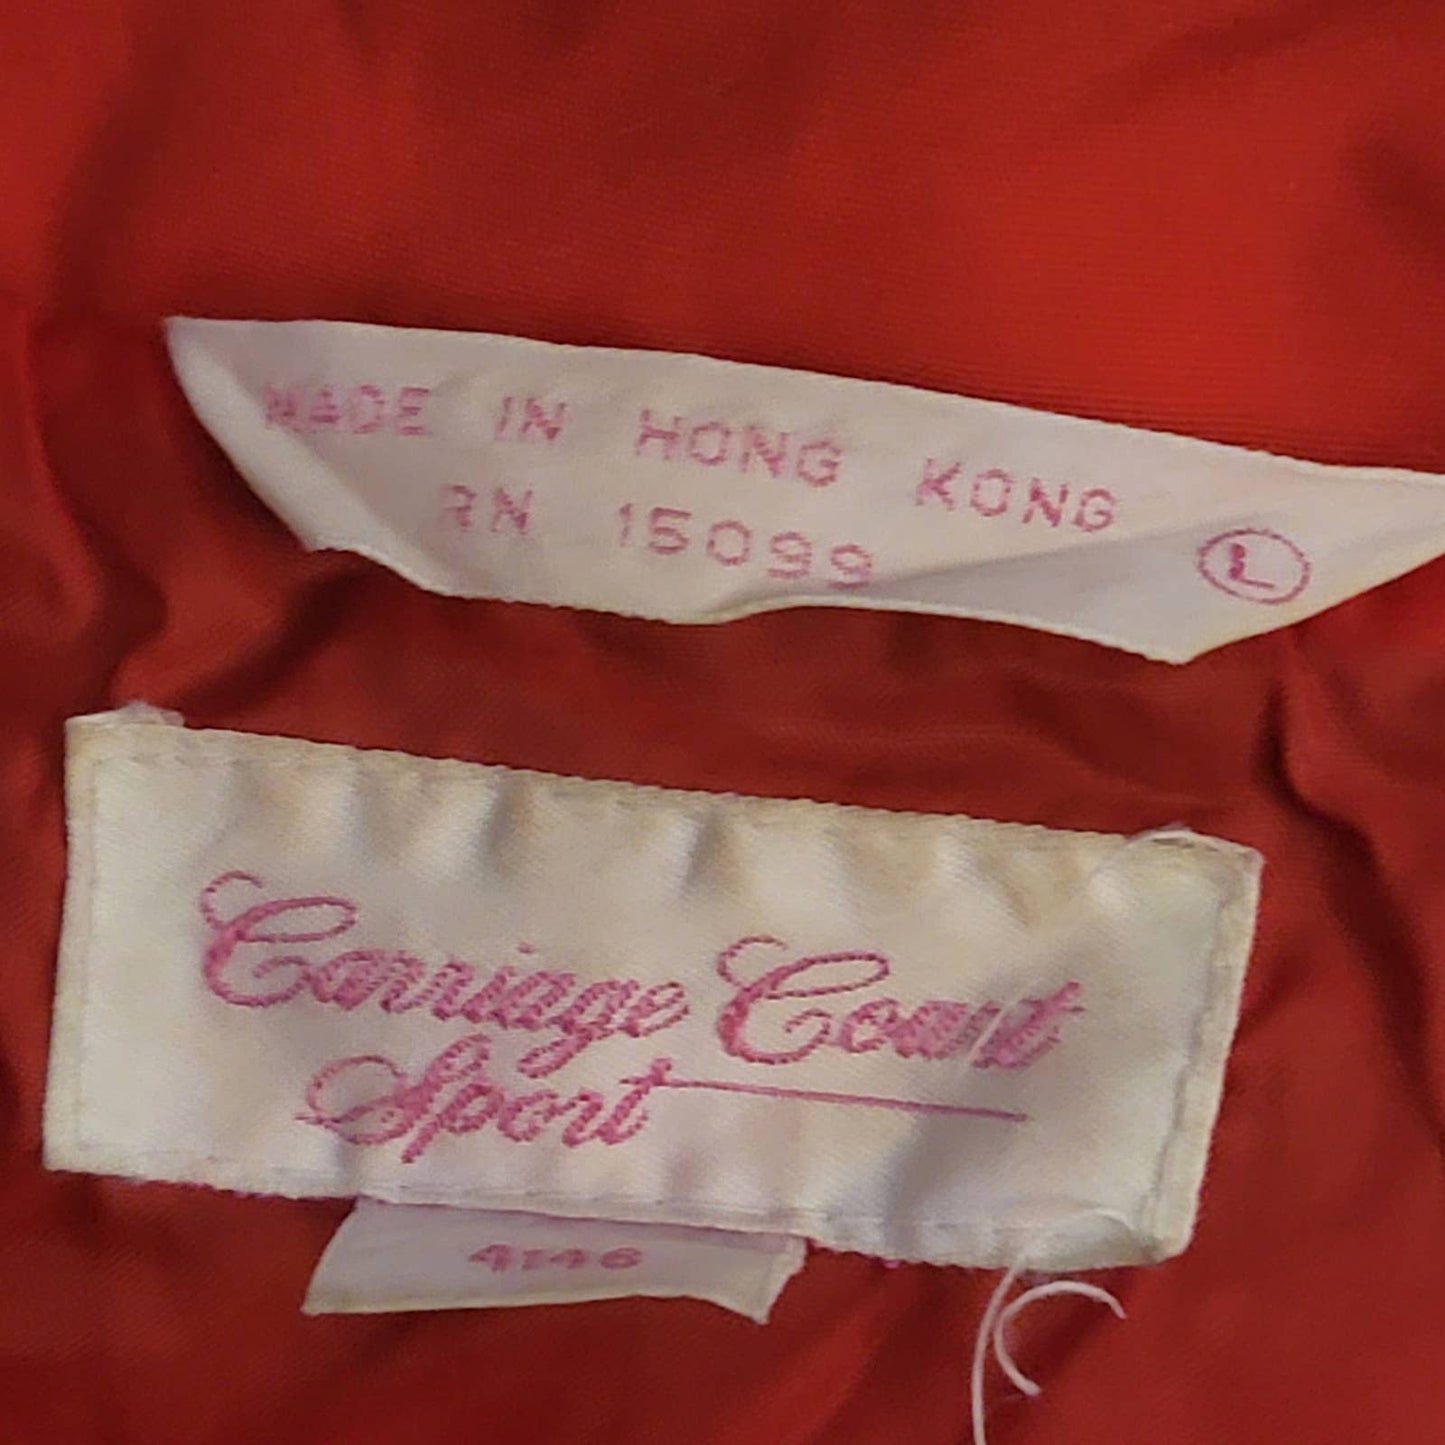 MADE IN HONG KONG
RN 15099
L
Carriage Court
Sport
4146